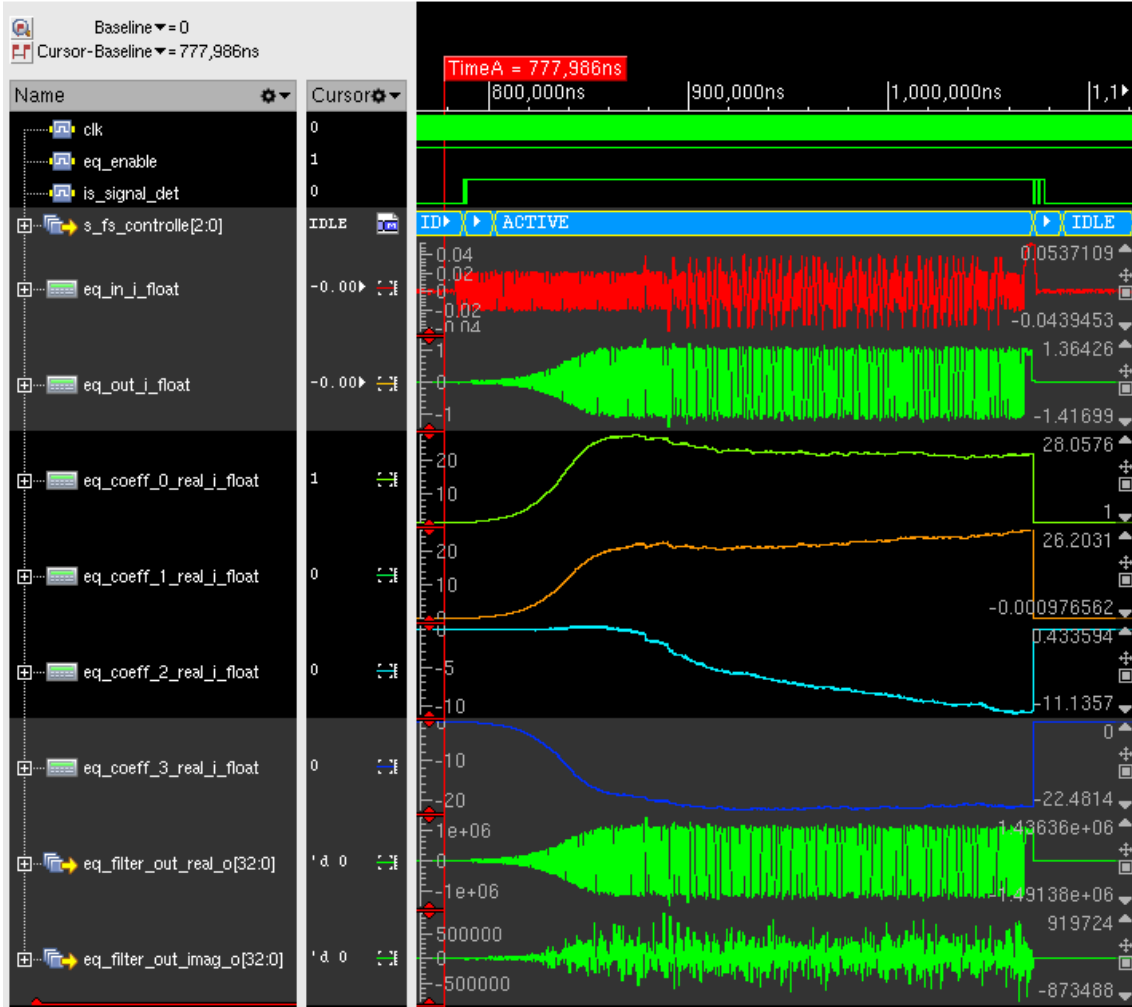 Baseline▼=0
Cursor-Baseline▼=777,986ns
TimeA = 777,986ns
Name
Cursor
800,000ns
900,000ns
1,000,000ns
1,1
clk
0
eq_enable
1
is_signal_det
0
s_fs_controlle[2:0]
IDLE
ID
ACTIVE
IDLE
eq_in_i_float
-0.00
0.04
0.02
0
-0.02
-0.04
0.0537109
-0.0439453
eq_out_i_float
-0.00
1
0
-1
1.36426
-1.41699
eq_coeff_0_real_i_float
1
20
10
28.0576
1
eq_coeff_1_real_i_float
0
20
10
0
26.2031
-0.000976562
eq_coeff_2_real_i_float
0
0
-5
-10
0.433594
-11.1357
eq_coeff_3_real_i_float
0
0
-10
-20
0
-22.4814
eq_filter_out_real_o[32:0]
'd 0
1e+06
0
-1e+06
1.43636e+06
-1.49138e+06
eq_filter_out_imag_o[32:0]
'd 0
500000
0
-500000
919724
-873488